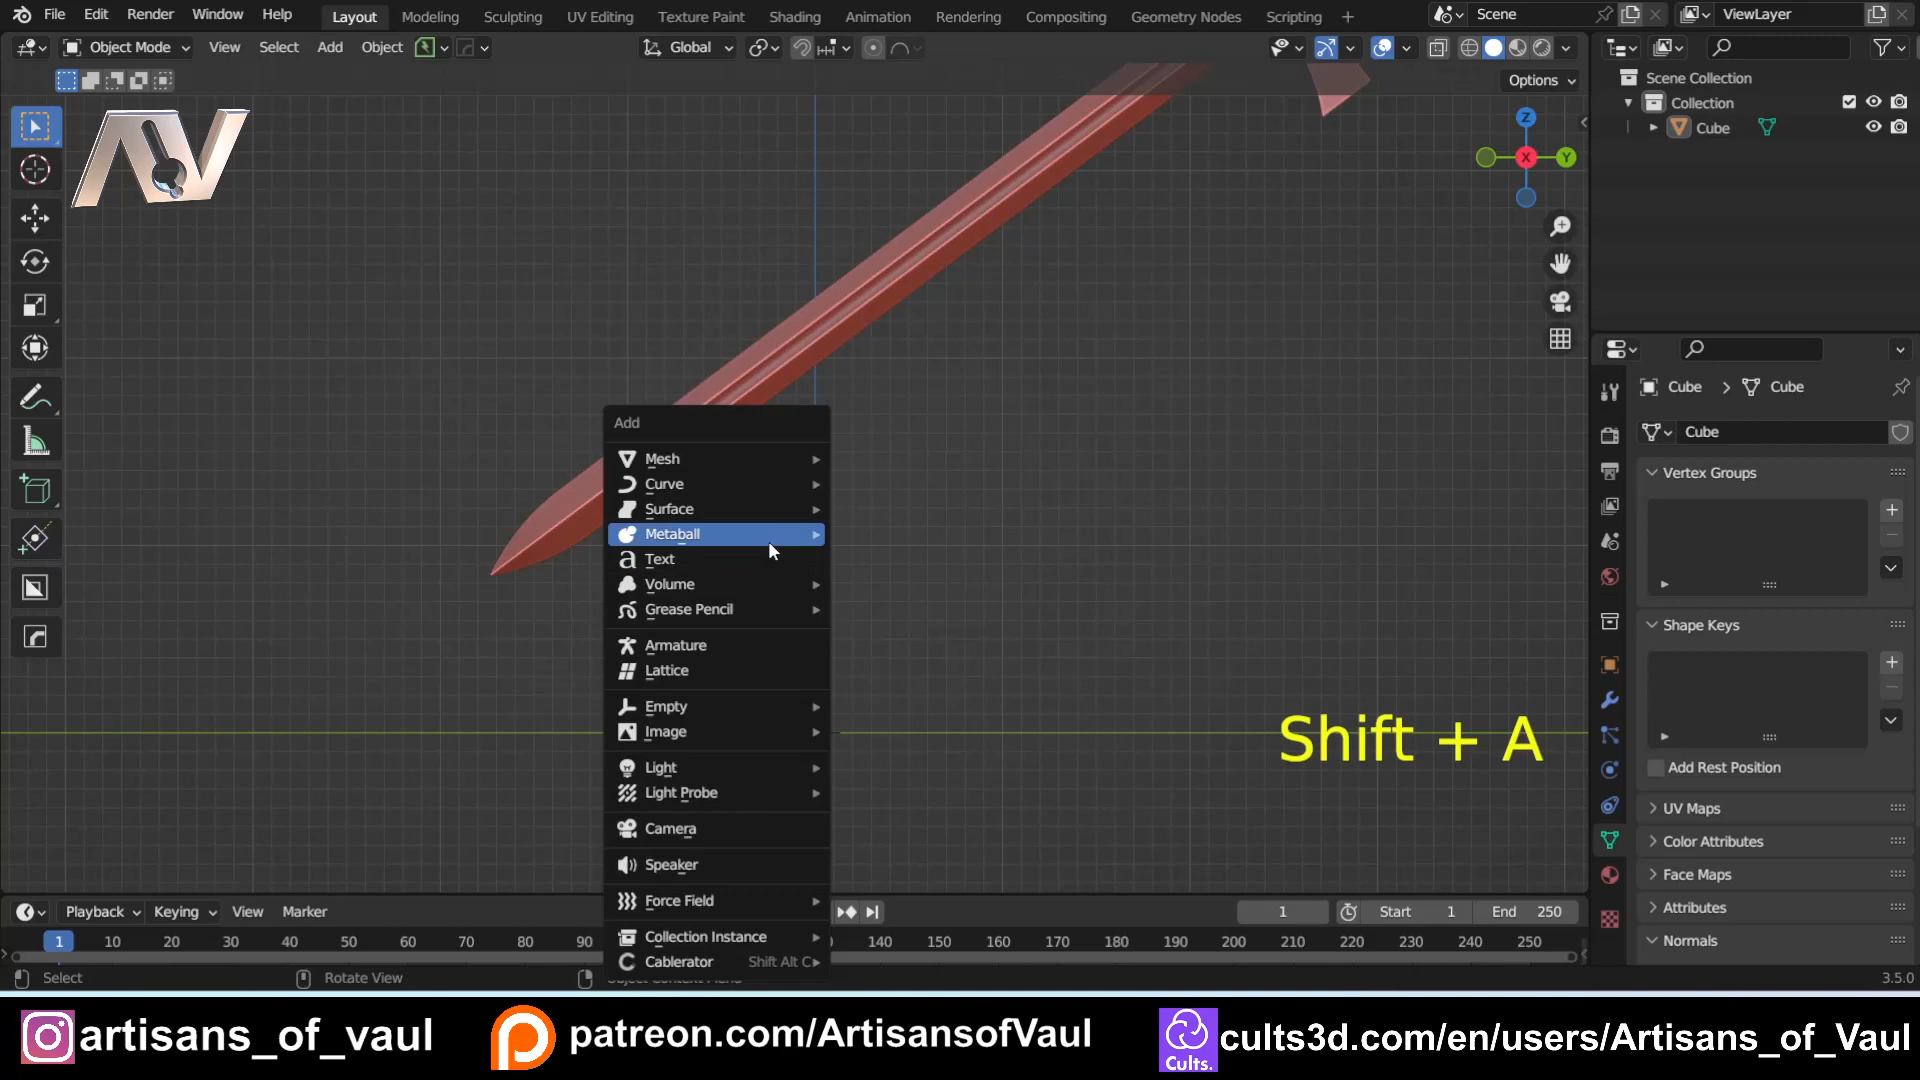 File Edit Render Window Help Layout Modeling Sculpting UV Editing Texture Paint Shading Animation Rendering Compositing Geometry Nodes Scripting + Scene ViewLayer
Object Mode View Select Add Object Global
Options
Scene Collection
Collection
Cube
Z
X Y
AV
Add
Mesh
Curve
Surface
Metaball
Text
Volume
Grease Pencil
Armature
Lattice
Empty
Image
Light
Light Probe
Camera
Speaker
Force Field
Collection Instance
Cablerator Shift Alt C
Shift + A
Cube > Cube
Cube
Vertex Groups
Shape Keys
Add Rest Position
UV Maps
Color Attributes
Face Maps
Attributes
Normals
Playback Keying View Marker 1 Start 1 End 250
1 10 20 30 40 50 60 70 80 90 140 150 160 170 180 190 200 210 220 230 240 250
Select Rotate View Object Context Menu 3.5.0
artisans_of_vaul patreon.com/ArtisansofVaul Cults. cults3d.com/en/users/Artisans_of_Vaul